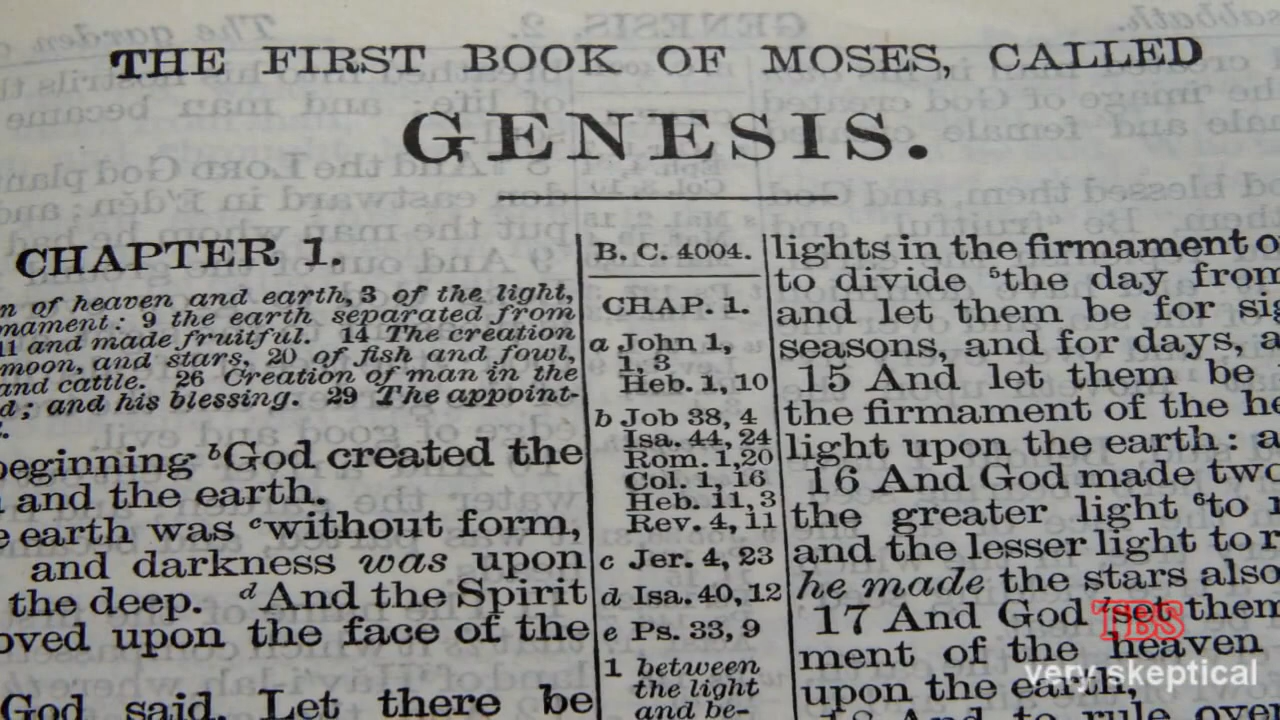 THE FIRST BOOK OF MOSES, CALLED
GENESIS.
CHAPTER 1.
n of heaven and earth, 3 of the light,
mament: 9 the earth separated from
11 and made fruitful. 14 The creation
moon, and stars, 20 of fish and fowl,
and cattle. 26 Creation of man in the
d; and his blessing. 29 The appoint-
beginning bGod created the
and the earth.
e earth was cwithout form,
and darkness was upon
the deep. dAnd the Spirit
oved upon the face of the
God said, Let there be
B. C. 4004.
CHAP. 1.
a John 1,
1, 3
Heb. 1, 10
b Job 38, 4
Isa. 44, 24
Rom. 1, 20
Col. 1, 16
Heb. 11, 3
Rev. 4, 11
c Jer. 4, 23
d Isa. 40, 12
e Ps. 33, 9
1 between
the light
and be-
lights in the firmament o
to divide 5the day from
and let them be for sig
seasons, and for days, a
15 And let them be
the firmament of the he
light upon the earth: a
16 And God made two
the greater light 6to r
and the lesser light to r
he made the stars also
17 And God set them
ment of the heaven
upon the earth,
18 And to rule over
TBS
very skeptical